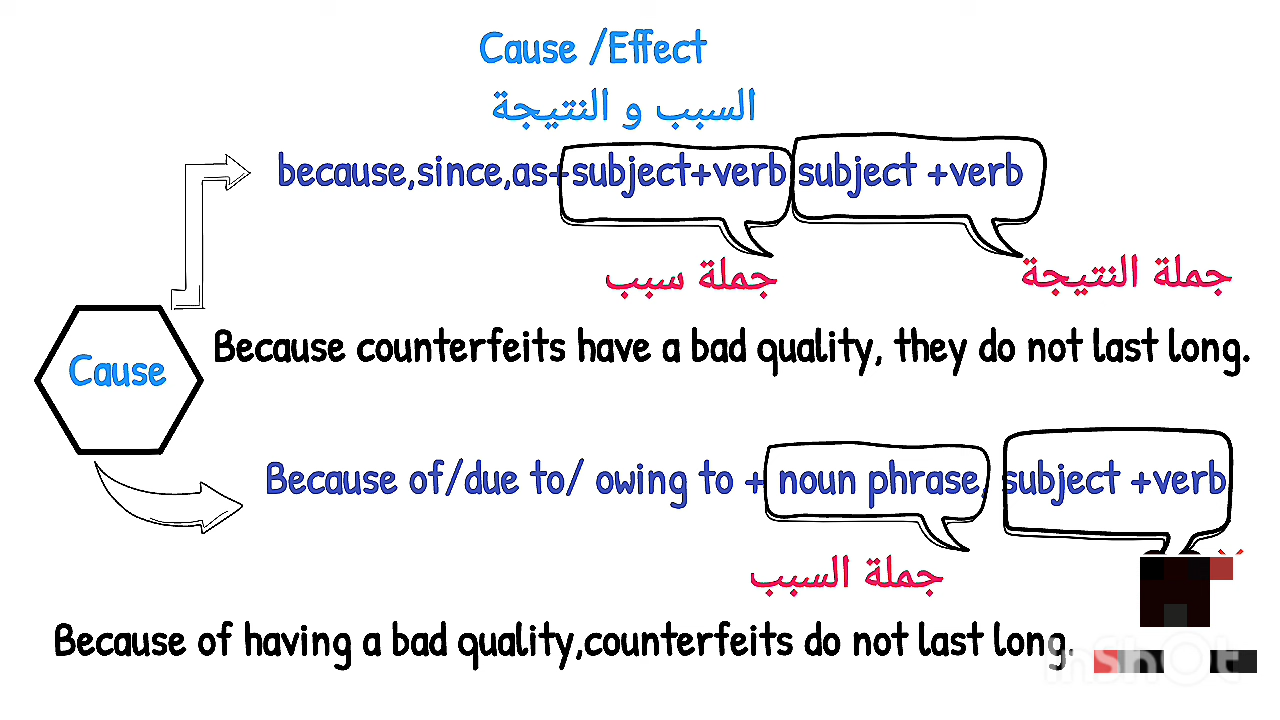 Cause /Effect
السبب و النتيجة
because,since,as+subject+verb subject +verb
جملة سبب
جملة النتيجة
Cause
Because counterfeits have a bad quality, they do not last long.
Because of/due to/ owing to + noun phrase, subject +verb
جملة السبب
Because of having a bad quality,counterfeits do not last long.
InshOt